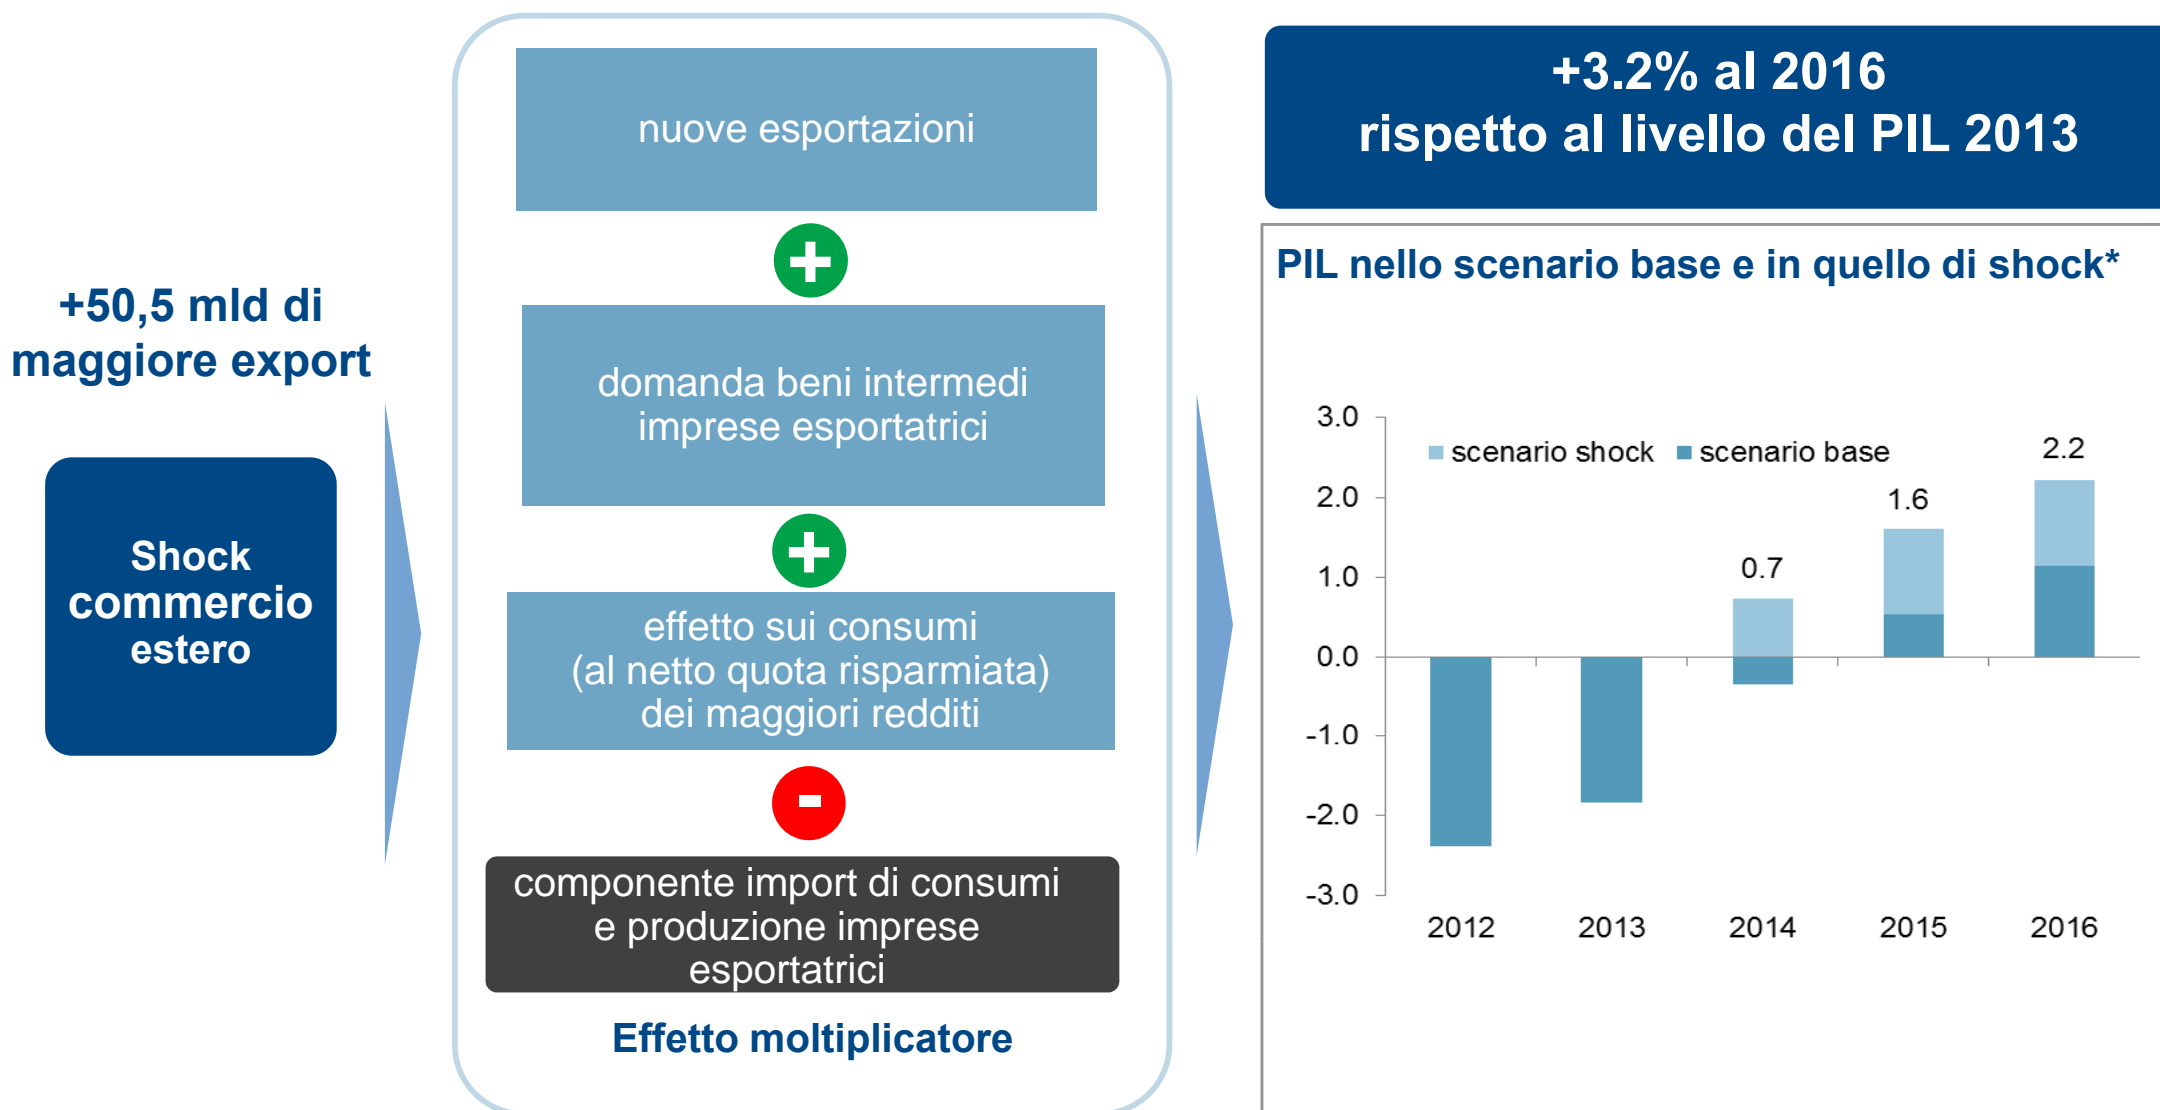 +50,5 mld di
maggiore export
Shock
commercio
estero
nuove esportazioni
+
domanda beni intermedi
imprese esportatrici
+
effetto sui consumi
(al netto quota risparmiata)
dei maggiori redditi
-
componente import di consumi
e produzione imprese
esportatrici
Effetto moltiplicatore
+3.2% al 2016
rispetto al livello del PIL 2013
PIL nello scenario base e in quello di shock*
scenario shock scenario base
3.0
2.0
1.0
0.0
-1.0
-2.0
-3.0
0.7
1.6
2.2
2012 2013 2014 2015 2016